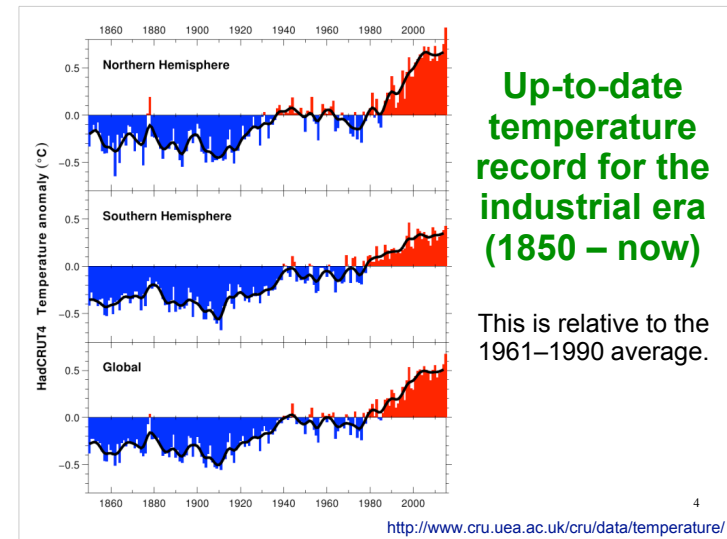 1860 1880 1900 1920 1940 1960 1980 2000
Northern Hemisphere
0.5
0.0
−0.5
Southern Hemisphere
0.5
0.0
−0.5
Global
0.5
0.0
−0.5
1860 1880 1900 1920 1940 1960 1980 2000
HadCRUT4 Temperature anomaly (°C)
Up-to-date
temperature
record for the
industrial era
(1850 – now)
This is relative to the
1961–1990 average.
4
http://www.cru.uea.ac.uk/cru/data/temperature/